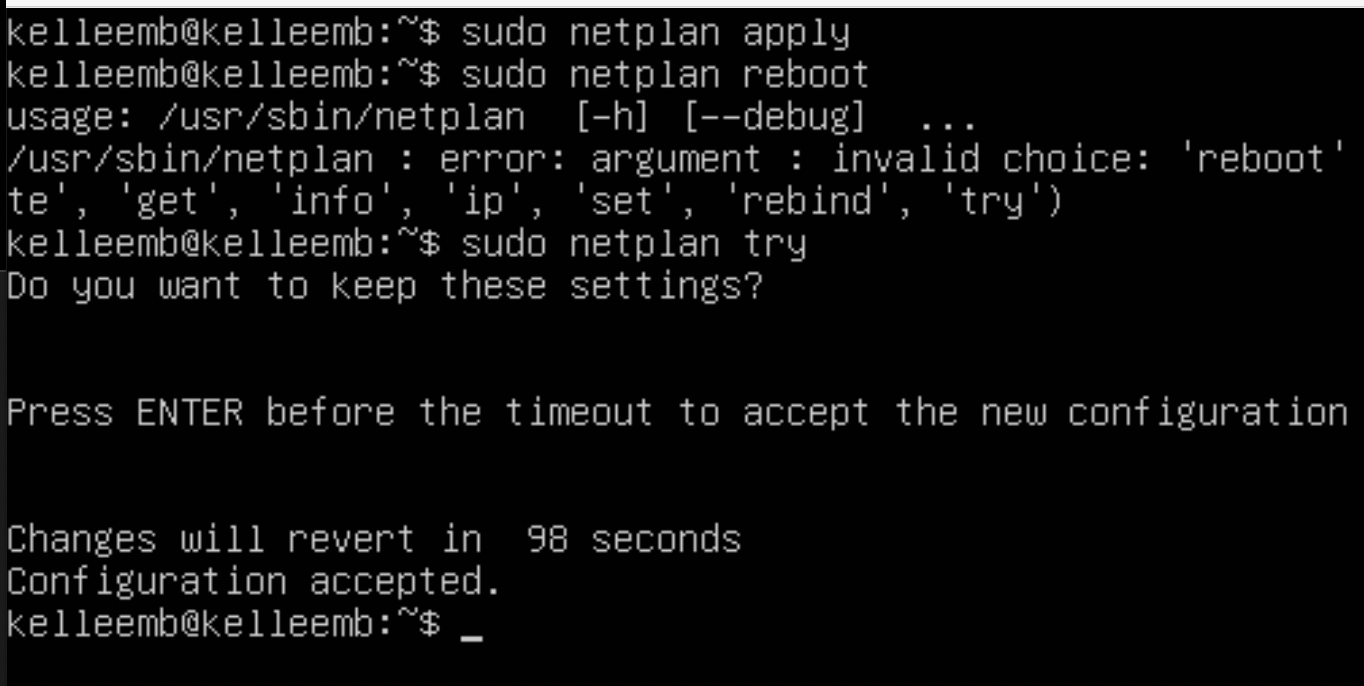 kelleemb@kelleemb:~$ sudo netplan apply
kelleemb@kelleemb:~$ sudo netplan reboot
usage: /usr/sbin/netplan  [-h] [--debug]  ...
/usr/sbin/netplan : error: argument : invalid choice: 'reboot'
te', 'get', 'info', 'ip', 'set', 'rebind', 'try')
kelleemb@kelleemb:~$ sudo netplan try
Do you want to keep these settings?
Press ENTER before the timeout to accept the new configuration
Changes will revert in  98 seconds
Configuration accepted.
kelleemb@kelleemb:~$ _